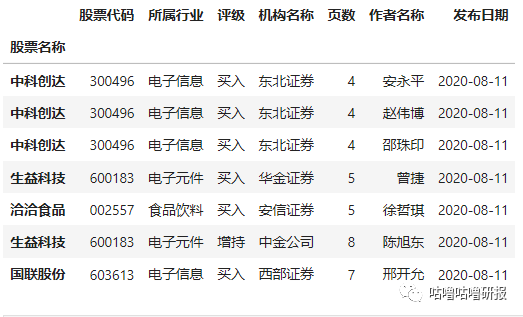 股票代码 所属行业 评级 机构名称 页数 作者名称 发布日期
股票名称
中科创达 300496 电子信息 买入 东北证券 4 安永平 2020-08-11
中科创达 300496 电子信息 买入 东北证券 4 赵伟博 2020-08-11
中科创达 300496 电子信息 买入 东北证券 4 邵珠印 2020-08-11
生益科技 600183 电子元件 买入 华金证券 5 曾捷 2020-08-11
洽洽食品 002557 食品饮料 买入 安信证券 5 徐哲琪 2020-08-11
生益科技 600183 电子元件 增持 中金公司 8 陈旭东 2020-08-11
国联股份 603613 电子信息 买入 西部证券 7 邢开允 2020-08-11
咕噜咕噜研报